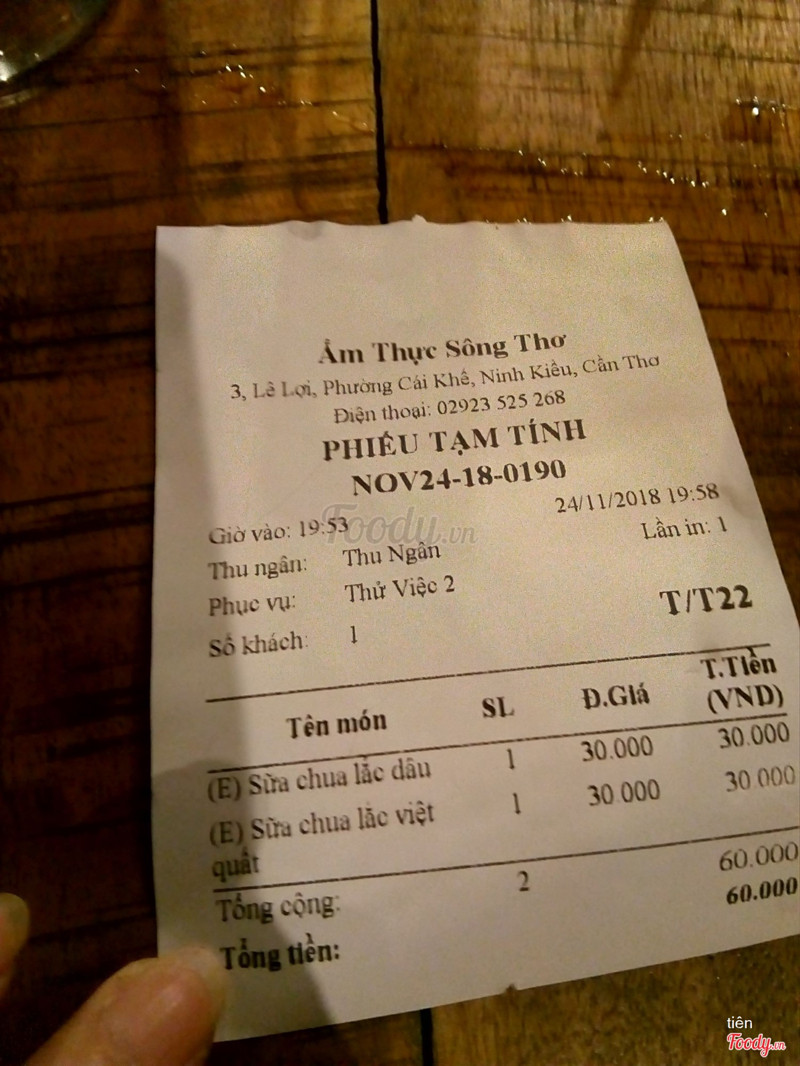 Ẩm Thực Sông Thơ
3, Lê Lợi, Phường Cái Khế, Ninh Kiều, Cần Thơ
Điện thoại: 02923 525 268
PHIẾU TẠM TÍNH
NOV24-18-0190
24/11/2018 19:58
Giờ vào: 19:53
Lần in: 1
Thu ngân: Thu Ngân
Phục vụ: Thử Việc 2
T/T22
Số khách: 1
Tên món SL Đ.Giá T.Tiền (VND)
(E) Sữa chua lắc dâu 1 30.000 30.000
(E) Sữa chua lắc việt 1 30.000 30.000
quất
Tổng cộng: 2 60.000
Tổng tiền: 60.000
Foody.vn
tiên
Foody.vn